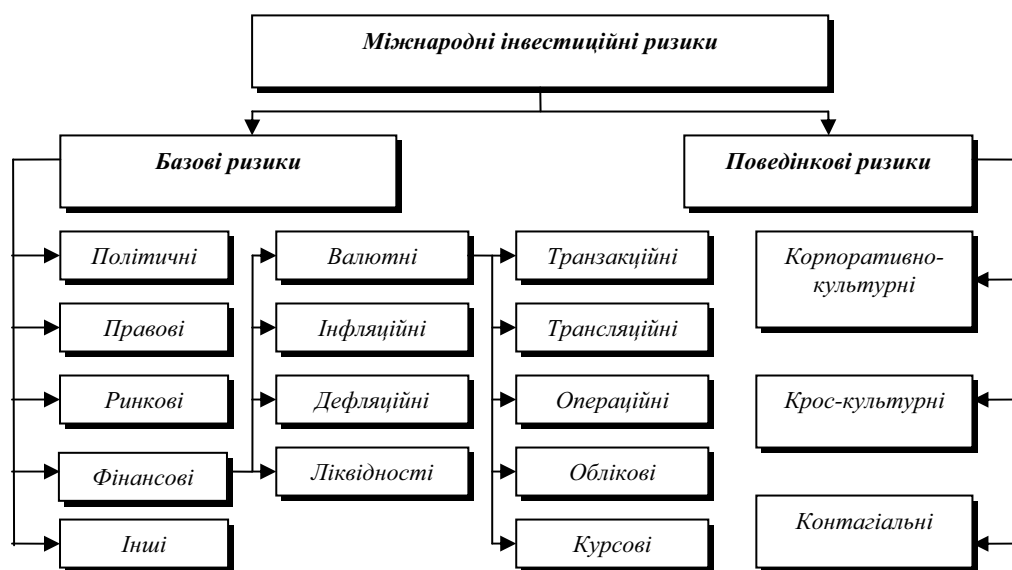 Міжнародні інвестиційні ризики
Базові ризики
Поведінкові ризики
Політичні
Валютні
Транзакційні
Корпоративно-
культурні
Правові
Інфляційні
Трансляційні
Ринкові
Дефляційні
Операційні
Крос-культурні
Фінансові
Ліквідності
Облікові
Контагіальні
Інші
Курсові